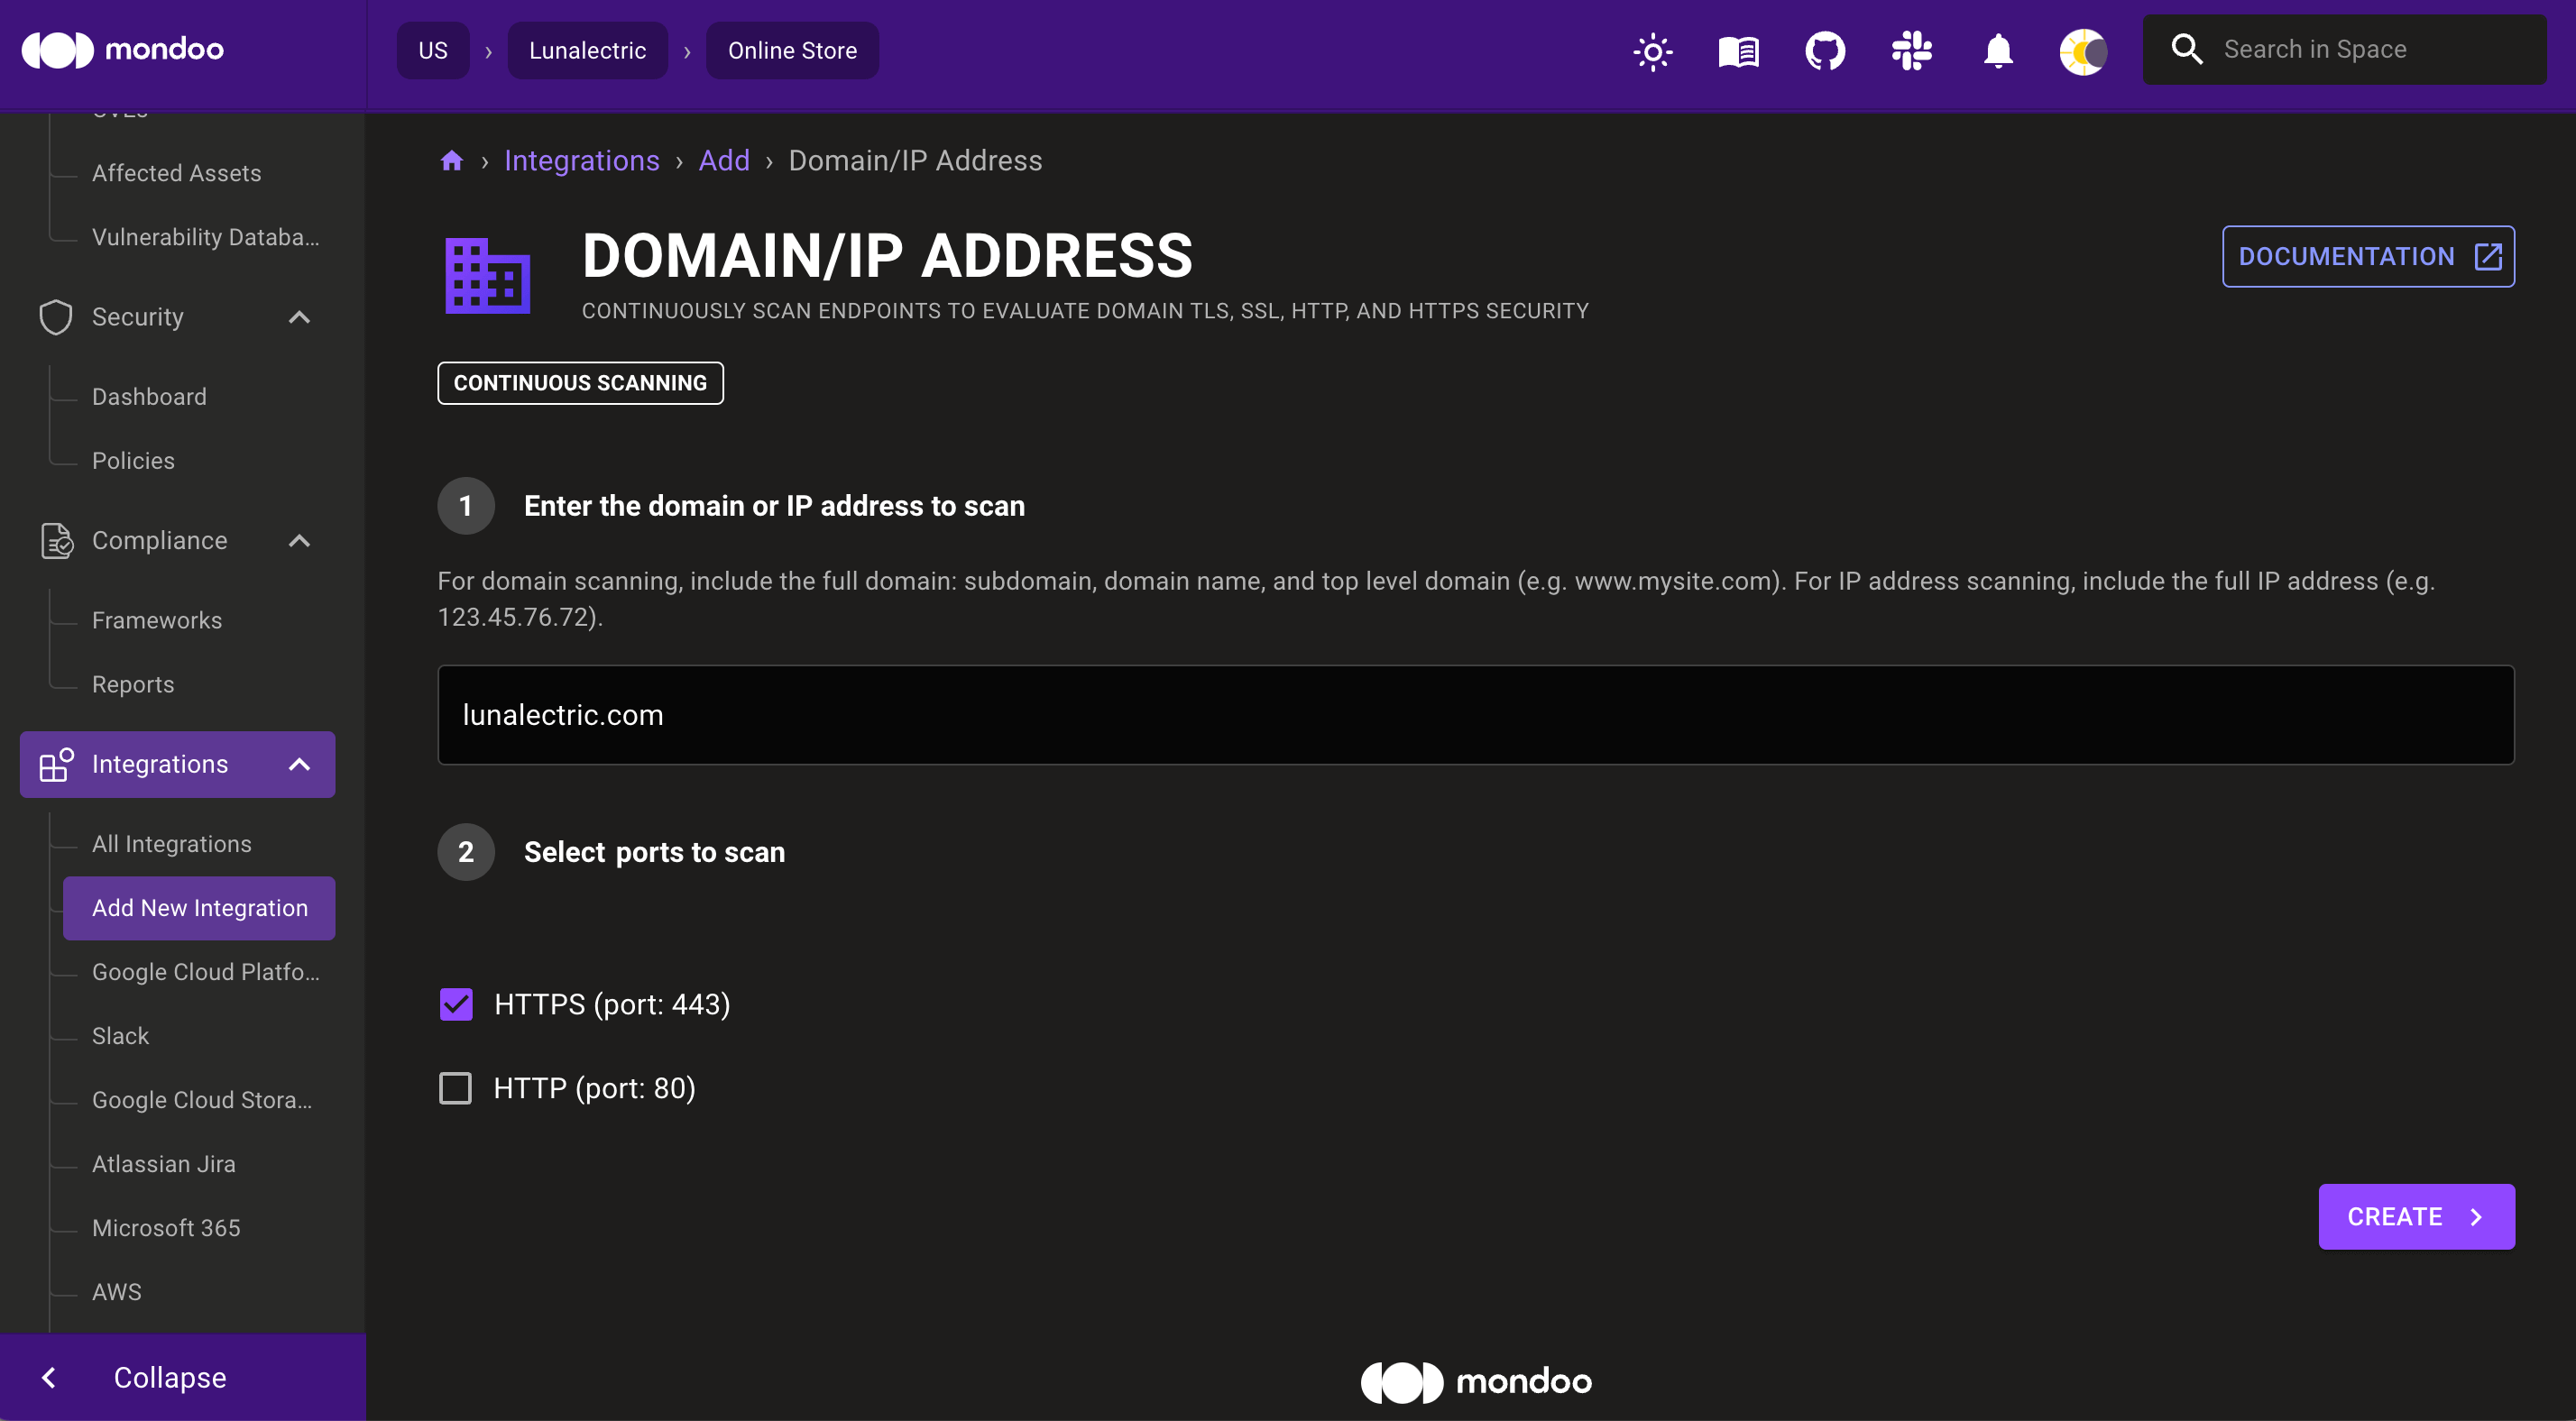 mondoo
US › Lunalectric › Online Store
Search in Space
Affected Assets
Vulnerability Databa...
Security
Dashboard
Policies
Compliance
Frameworks
Reports
Integrations
All Integrations
Add New Integration
Google Cloud Platfo...
Slack
Google Cloud Stora...
Atlassian Jira
Microsoft 365
AWS
Collapse
› Integrations › Add › Domain/IP Address
DOMAIN/IP ADDRESS
CONTINUOUSLY SCAN ENDPOINTS TO EVALUATE DOMAIN TLS, SSL, HTTP, AND HTTPS SECURITY
DOCUMENTATION
CONTINUOUS SCANNING
1 Enter the domain or IP address to scan
For domain scanning, include the full domain: subdomain, domain name, and top level domain (e.g. www.mysite.com). For IP address scanning, include the full IP address (e.g.
123.45.76.72).
lunalectric.com
2 Select ports to scan
HTTPS (port: 443)
HTTP (port: 80)
CREATE
mondoo